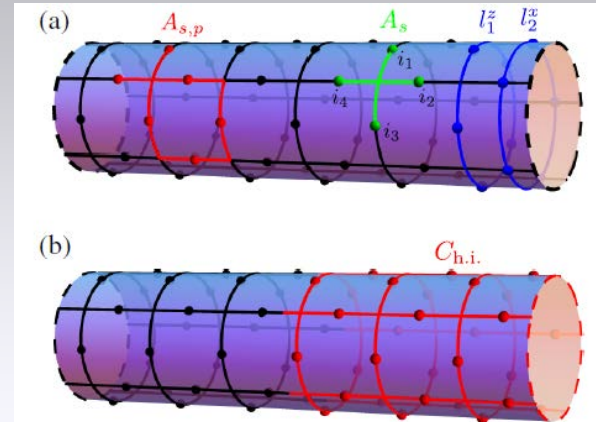 (a)
A_{s,p}
A_s
l_1^z
l_2^x
i_1
i_4
i_2
i_3
(b)
C_{h.i.}